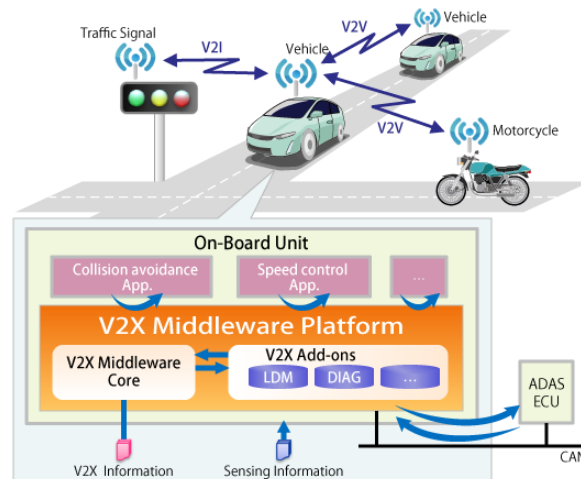 Traffic Signal
V2I
Vehicle
V2V
Vehicle
V2V
Motorcycle
On-Board Unit
Collision avoidance
App.
Speed control
App.
...
V2X Middleware Platform
V2X Middleware
Core
V2X Add-ons
LDM
DIAG
...
ADAS
ECU
CAN
V2X Information
Sensing Information